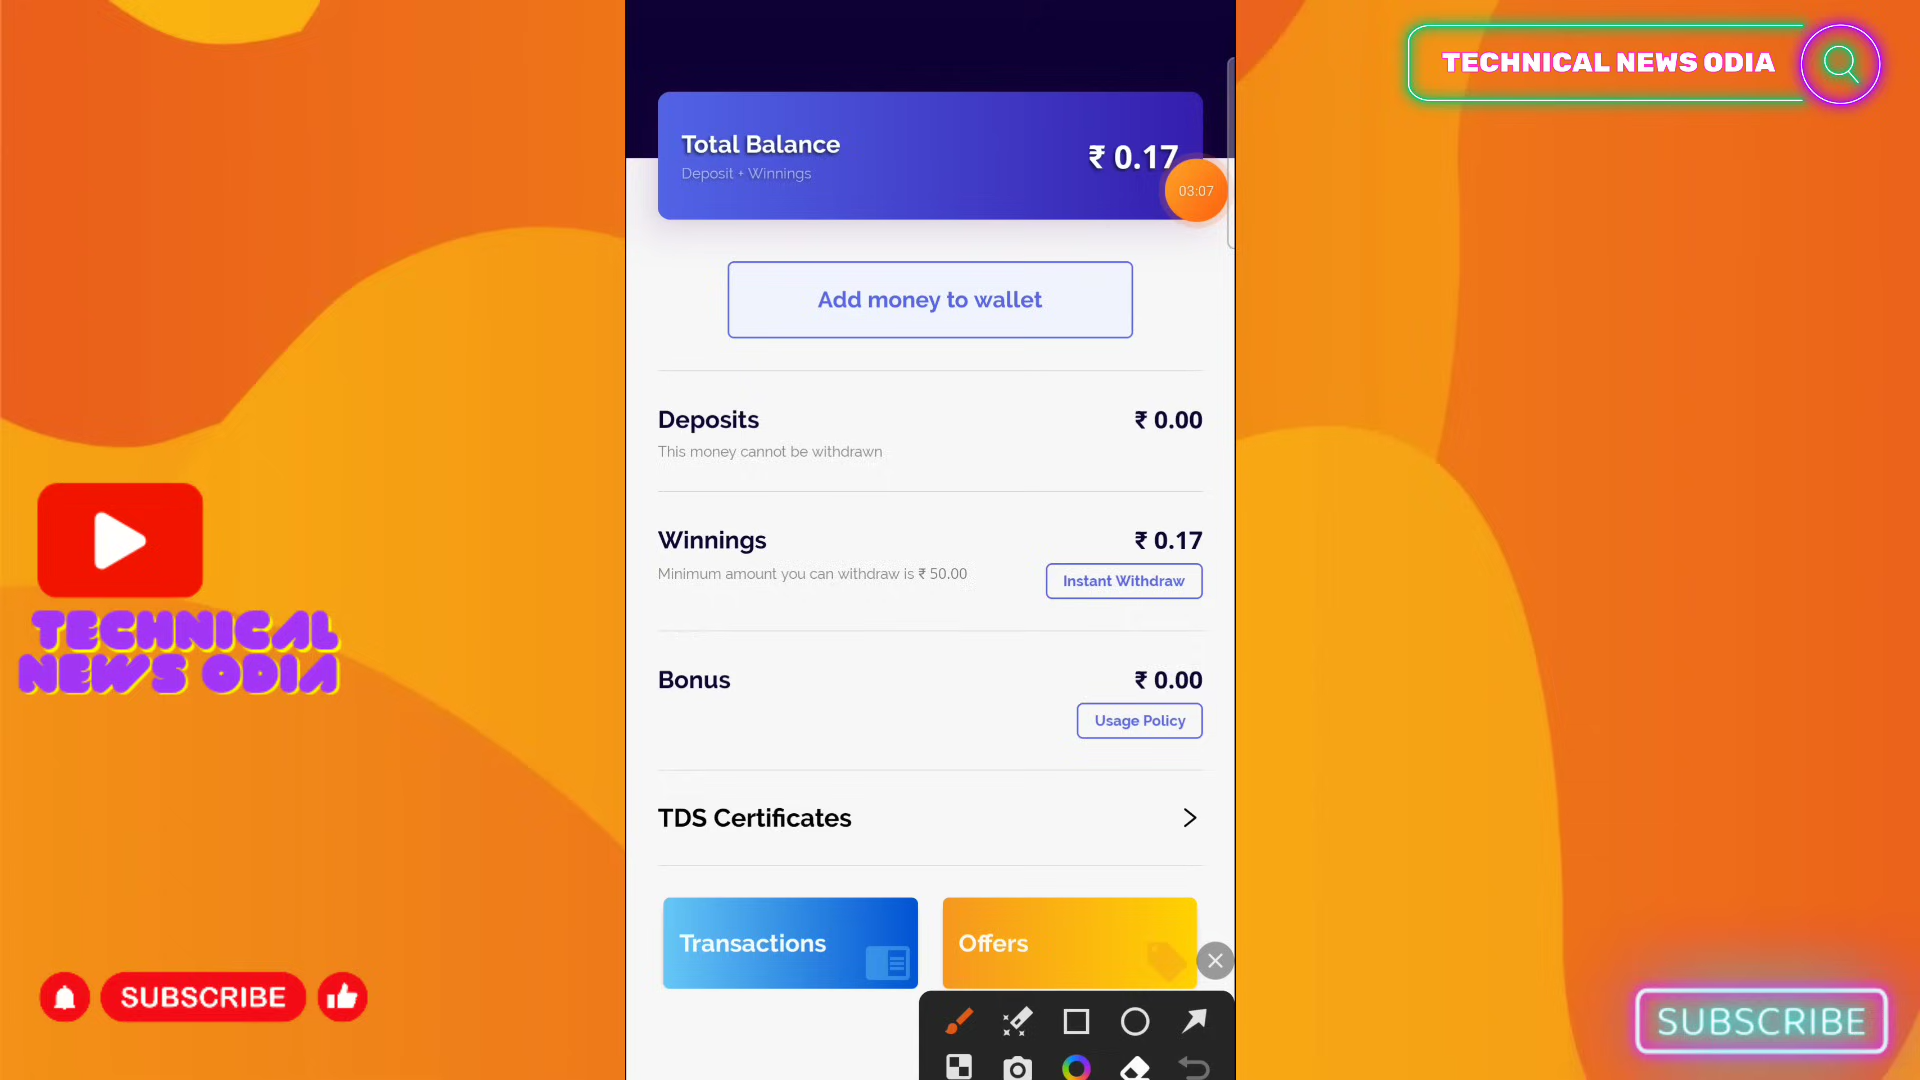 TECHNICAL NEWS ODIA
Total Balance
Deposit + Winnings
₹ 0.17
03:07
Add money to wallet
Deposits
₹ 0.00
This money cannot be withdrawn
Winnings
₹ 0.17
Minimum amount you can withdraw is ₹ 50.00
Instant Withdraw
TECHNICAL
NEWS ODIA
Bonus
₹ 0.00
Usage Policy
TDS Certificates
Transactions
Offers
SUBSCRIBE
SUBSCRIBE